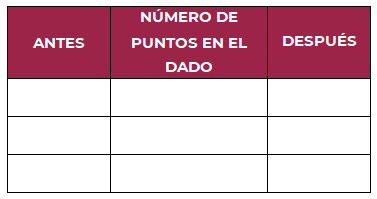 ANTES
NÚMERO DE
PUNTOS EN EL
DADO
DESPUÉS